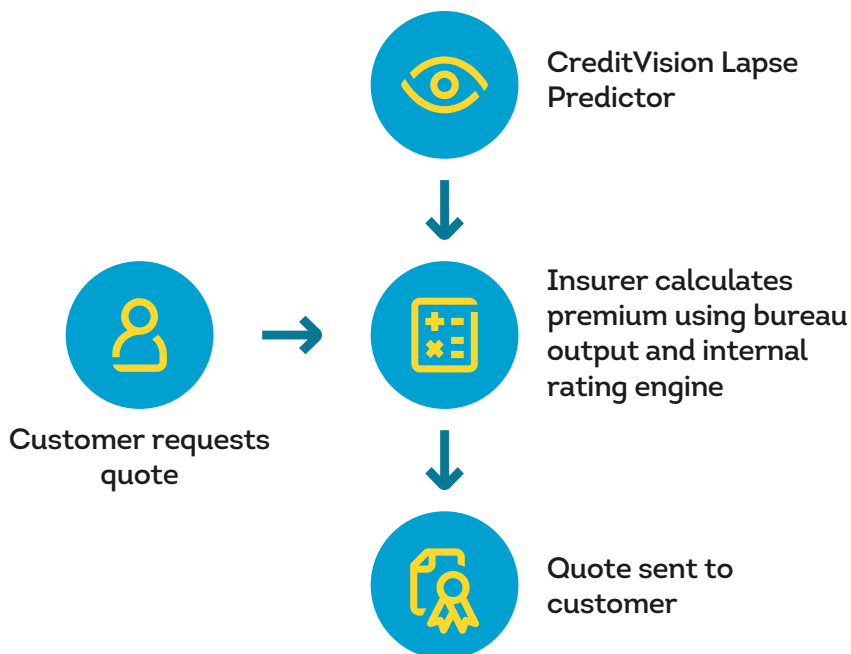 CreditVision Lapse
Predictor
Insurer calculates
premium using bureau
output and internal
rating engine
Customer requests
quote
Quote sent to
customer